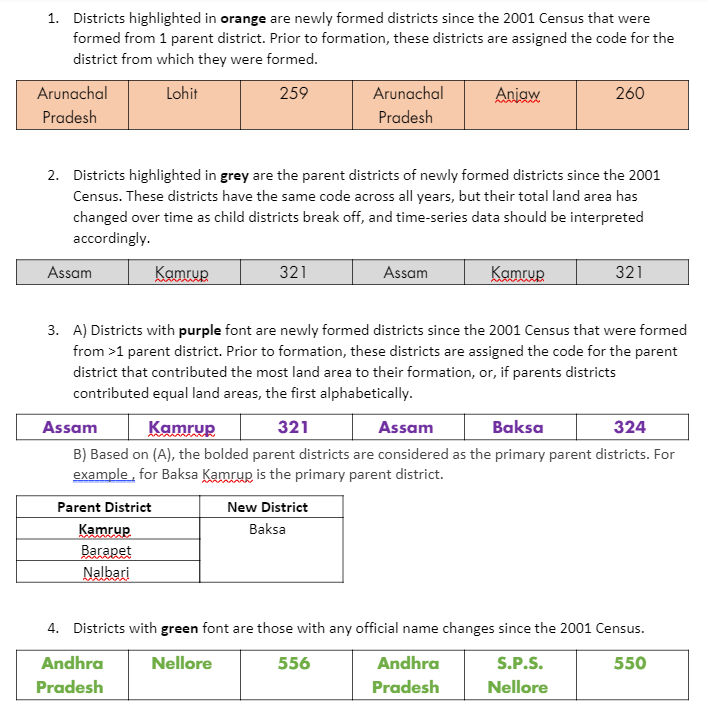 1. Districts highlighted in orange are newly formed districts since the 2001 Census that were
formed from 1 parent district. Prior to formation, these districts are assigned the code for the
district from which they were formed.
Arunachal Pradesh Lohit 259 Arunachal Pradesh Anjaw 260
2. Districts highlighted in grey are the parent districts of newly formed districts since the 2001
Census. These districts have the same code across all years, but their total land area has
changed over time as child districts break off, and time-series data should be interpreted
accordingly.
Assam Kamrup 321 Assam Kamrup 321
3. A) Districts with purple font are newly formed districts since the 2001 Census that were formed
from >1 parent district. Prior to formation, these districts are assigned the code for the parent
district that contributed the most land area to their formation, or, if parents districts
contributed equal land areas, the first alphabetically.
Assam Kamrup 321 Assam Baksa 324
B) Based on (A), the bolded parent districts are considered as the primary parent districts. For
example , for Baksa Kamrup is the primary parent district.
Parent District New District
Kamrup Baksa
Barapet
Nalbari
4. Districts with green font are those with any official name changes since the 2001 Census.
Andhra Pradesh Nellore 556 Andhra Pradesh S.P.S. Nellore 550